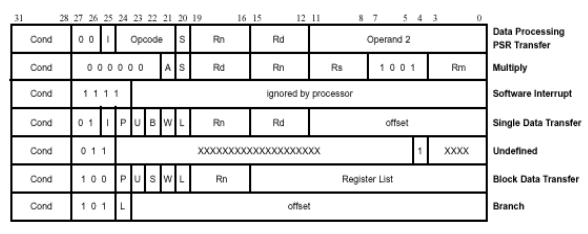 31 28 27 26 25 24 23 22 21 20 19 16 15 12 11 8 7 5 4 3 0
Cond 0 0 I Opcode S Rn Rd Operand 2 Data Processing PSR Transfer
Cond 0 0 0 0 0 0 A S Rd Rn Rs 1 0 0 1 Rm Multiply
Cond 1 1 1 1 ignored by processor Software Interrupt
Cond 0 1 I P U B W L Rn Rd offset Single Data Transfer
Cond 0 1 1 XXXXXXXXXXXXXXXXXXXX 1 XXXX Undefined
Cond 1 0 0 P U S W L Rn Register List Block Data Transfer
Cond 1 0 1 L offset Branch